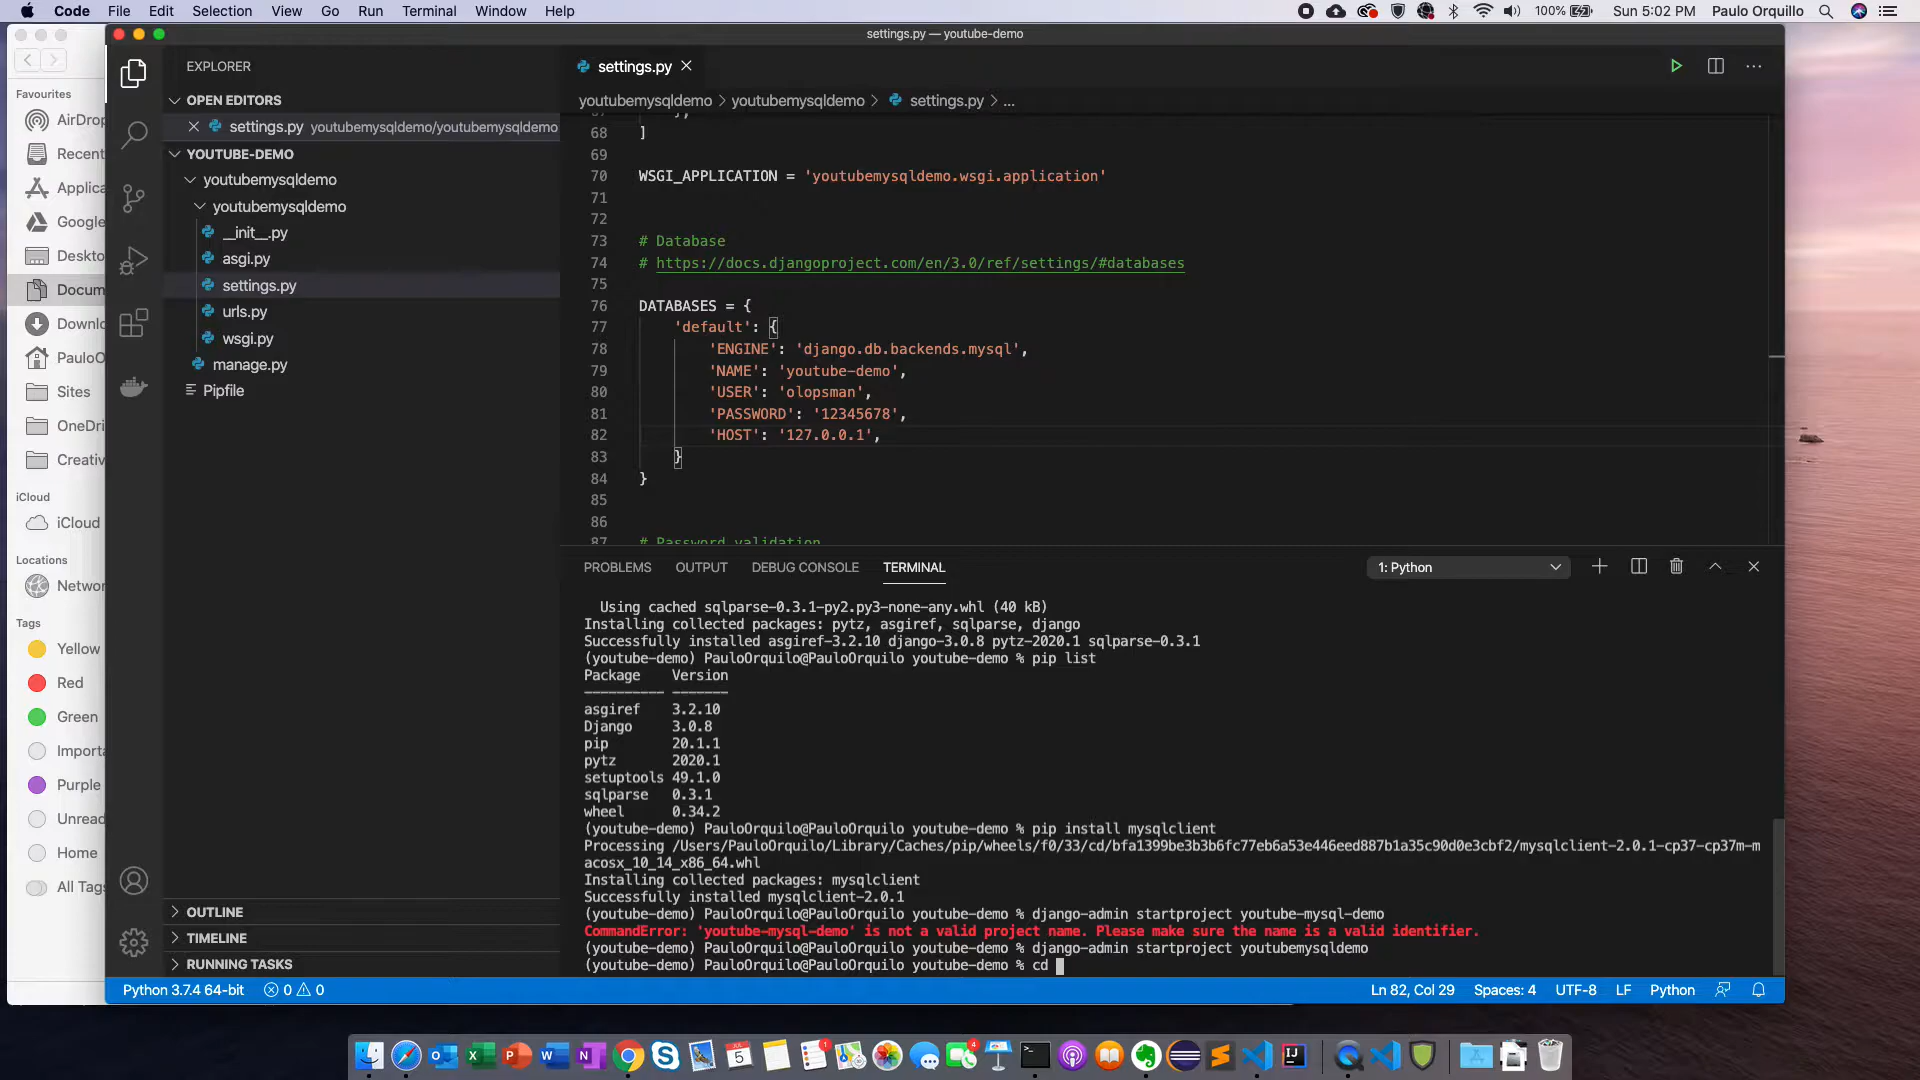 Code File Edit Selection View Go Run Terminal Window Help
100% Sun 5:02 PM Paulo Orquillo
settings.py — youtube-demo
Favourites
AirDrop
Recent
Applica
Google
Deskto
Docum
Downlo
PauloO
Sites
OneDri
Creativ
iCloud
iCloud
Locations
Networ
Tags
Yellow
Red
Green
Importa
Purple
Unread
Home
All Tags
EXPLORER
OPEN EDITORS
settings.py youtubemysqldemo/youtubemysqldemo
YOUTUBE-DEMO
youtubemysqldemo
youtubemysqldemo
__init__.py
asgi.py
settings.py
urls.py
wsgi.py
manage.py
Pipfile
OUTLINE
TIMELINE
RUNNING TASKS
settings.py
youtubemysqldemo > youtubemysqldemo > settings.py > ...
67 },
68 ]
69
70 WSGI_APPLICATION = 'youtubemysqldemo.wsgi.application'
71
72
73 # Database
74 # https://docs.djangoproject.com/en/3.0/ref/settings/#databases
75
76 DATABASES = {
77 'default': {
78 'ENGINE': 'django.db.backends.mysql',
79 'NAME': 'youtube-demo',
80 'USER': 'olopsman',
81 'PASSWORD': '12345678',
82 'HOST': '127.0.0.1',
83 }
84 }
85
86
87 # Password validation
PROBLEMS OUTPUT DEBUG CONSOLE TERMINAL 1: Python
Using cached sqlparse-0.3.1-py2.py3-none-any.whl (40 kB)
Installing collected packages: pytz, asgiref, sqlparse, django
Successfully installed asgiref-3.2.10 django-3.0.8 pytz-2020.1 sqlparse-0.3.1
(youtube-demo) PauloOrquilo@PauloOrquilo youtube-demo % pip list
Package Version
---------- -------
asgiref 3.2.10
Django 3.0.8
pip 20.1.1
pytz 2020.1
setuptools 49.1.0
sqlparse 0.3.1
wheel 0.34.2
(youtube-demo) PauloOrquilo@PauloOrquilo youtube-demo % pip install mysqlclient
Processing /Users/PauloOrquilo/Library/Caches/pip/wheels/f0/33/cd/bfa1399be3b3b6fc77eb6a53e446eed887b1a35c90d0e3cbf2/mysqlclient-2.0.1-cp37-cp37m-m
acosx_10_14_x86_64.whl
Installing collected packages: mysqlclient
Successfully installed mysqlclient-2.0.1
(youtube-demo) PauloOrquilo@PauloOrquilo youtube-demo % django-admin startproject youtube-mysql-demo
CommandError: 'youtube-mysql-demo' is not a valid project name. Please make sure the name is a valid identifier.
(youtube-demo) PauloOrquilo@PauloOrquilo youtube-demo % django-admin startproject youtubemysqldemo
(youtube-demo) PauloOrquilo@PauloOrquilo youtube-demo % cd
Python 3.7.4 64-bit 0 0 Ln 82, Col 29 Spaces: 4 UTF-8 LF Python